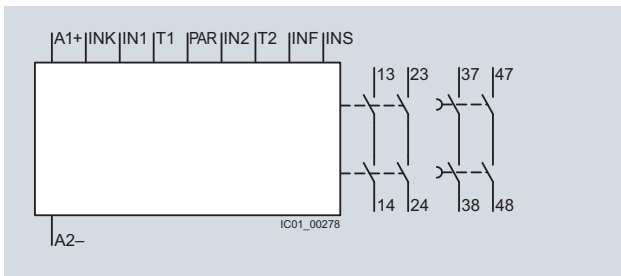 A1+ INK IN1 T1 PAR IN2 T2 INF INS
13 23 37 47
14 24 38 48
IC01_00278
A2–